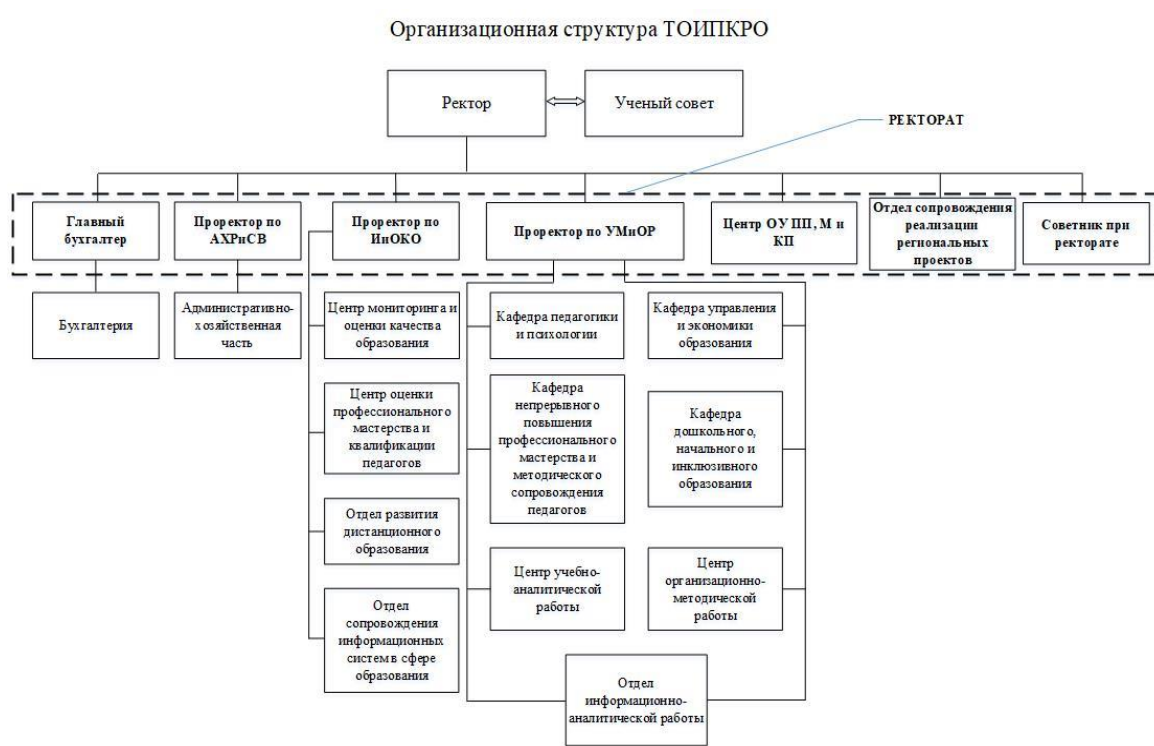 Организационная структура ТОИПКРО
Ректор
Ученый совет
РЕКТОРАТ
Главный
бухгалтер
Проректор по
АХРиСВ
Проректор по
ИиОКО
Проректор по УМиОР
Центр ОУ ПП, М и
КП
Отдел сопровождения
реализации
региональных
проектов
Советник при
ректорате
Бухгалтерия
Административно-
хозяйственная
часть
Центр мониторинга и
оценки качества
образования
Кафедра педагогики
и психологии
Кафедра управления
и экономики
образования
Центр оценки
профессионального
мастерства и
квалификации
педагогов
Кафедра
непрерывного
повышения
профессионального
мастерства и
методического
сопровождения
педагогов
Кафедра
дошкольного,
начального и
инклюзивного
образования
Отдел развития
дистанционного
образования
Центр учебно-
аналитической
работы
Центр
организационно-
методической
работы
Отдел
сопровождения
информационных
систем в сфере
образования
Отдел
информационно-
аналитической работы